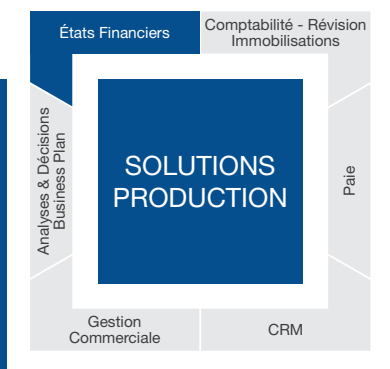 États Financiers
Comptabilité - Révision
Immobilisations
Analyses & Décisions
Business Plan
SOLUTIONS
PRODUCTION
Paie
Gestion
Commerciale
CRM